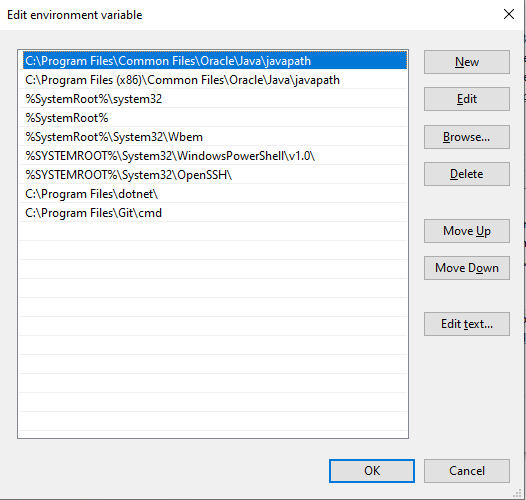 Edit environment variable
C:\Program Files\Common Files\Oracle\Java\javapath
C:\Program Files (x86)\Common Files\Oracle\Java\javapath
%SystemRoot%\system32
%SystemRoot%
%SystemRoot%\System32\Wbem
%SYSTEMROOT%\System32\WindowsPowerShell\v1.0\
%SYSTEMROOT%\System32\OpenSSH\
C:\Program Files\dotnet\
C:\Program Files\Git\cmd
New
Edit
Browse...
Delete
Move Up
Move Down
Edit text...
OK
Cancel